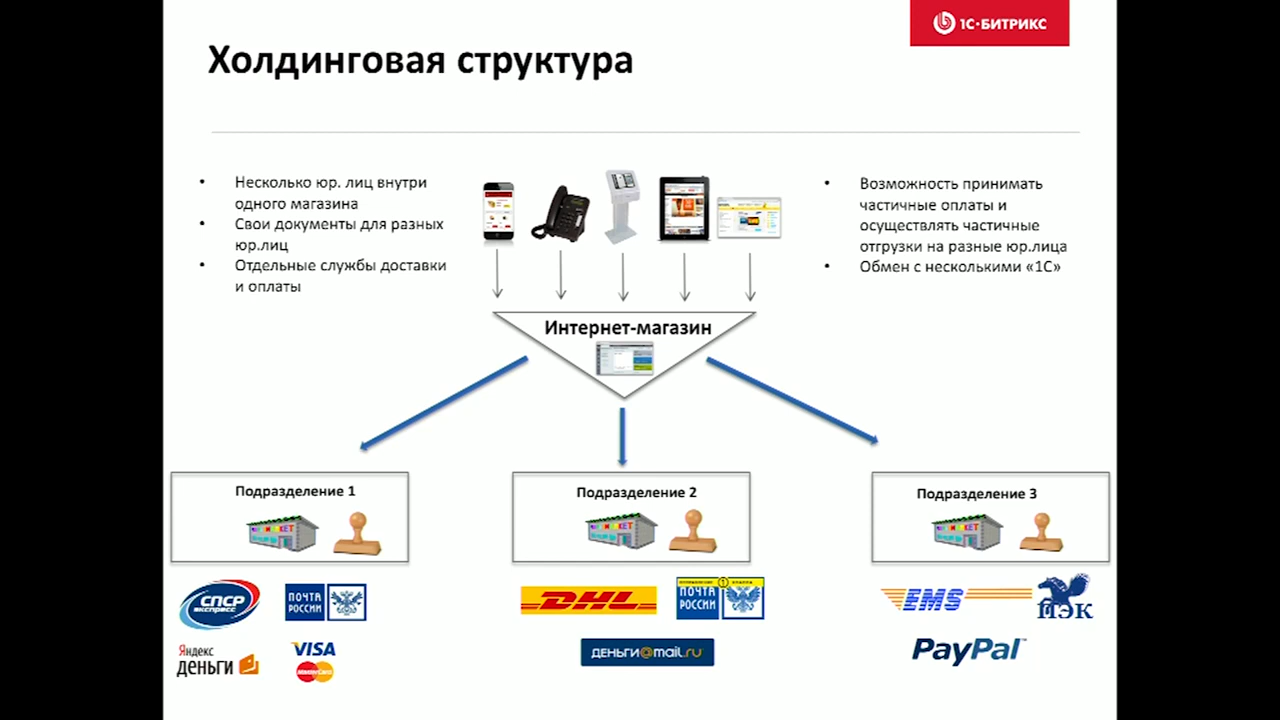 1С-БИТРИКС
Холдинговая структура
• Несколько юр. лиц внутри
одного магазина
• Свои документы для разных
юр.лиц
• Отдельные службы доставки
и оплаты
• Возможность принимать
частичные оплаты и
осуществлять частичные
отгрузки на разные юр.лица
• Обмен с несколькими «1С»
Интернет-магазин
Подразделение 1
Подразделение 2
Подразделение 3
СПСР
экспресс
ПОЧТА
РОССИИ
Яндекс
деньги
VISA
MasterCard
DHL
ПОЧТА
РОССИИ
ДЕНЬГИ@mail.ru
EMS
ПЭК
PayPal